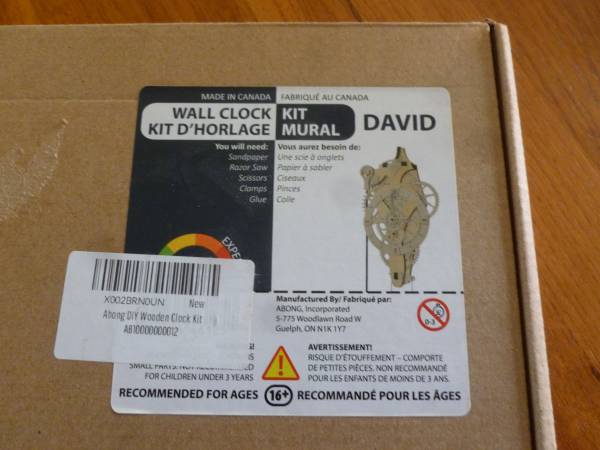 MADE IN CANADA FABRIQUÉ AU CANADA
WALL CLOCK KIT
KIT D'HORLAGE MURAL DAVID
You will need: Vous aurez besoin de:
Sandpaper Une scie à onglets
Razor Saw Papier à sabler
Scissors Ciseaux
Clamps Pinces
Glue Colle
EXPE
X002BRN0UN New
Abong DIY Wooden Clock Kit
AB10000000012
Manufactured By/ Fabriqué par:
ABONG, Incorporated
5-775 Woodlawn Road W
Guelph, ON N1K 1Y7
0-3
AVERTISSEMENT!
RISQUE D'ÉTOUFFEMENT – COMPORTE
SMALL PARTS. DE PETITES PIÈCES. NON RECOMMANDÉ
FOR CHILDREN UNDER 3 YEARS POUR LES ENFANTS DE MOINS DE 3 ANS.
RECOMMENDED FOR AGES 16+ RECOMMANDÉ POUR LES ÂGES